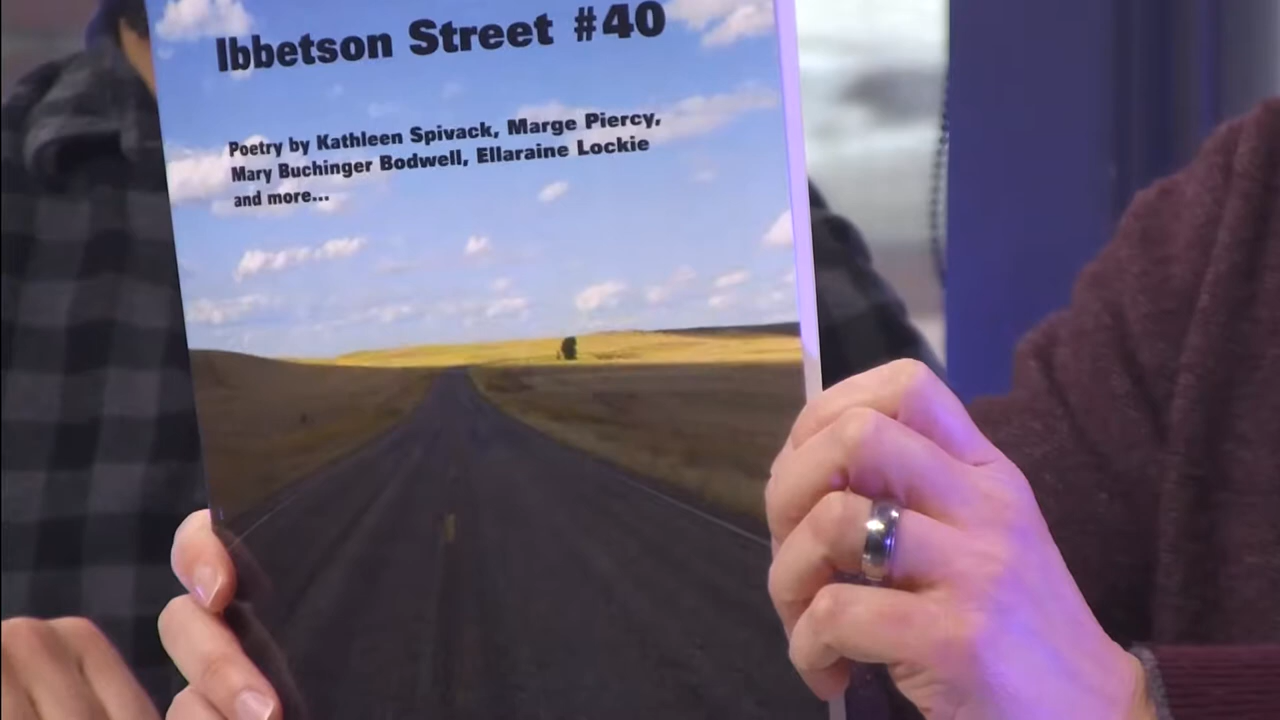 Ibbetson Street #40
Poetry by Kathleen Spivack, Marge Piercy,
Mary Buchinger Bodwell, Ellaraine Lockie
and more...